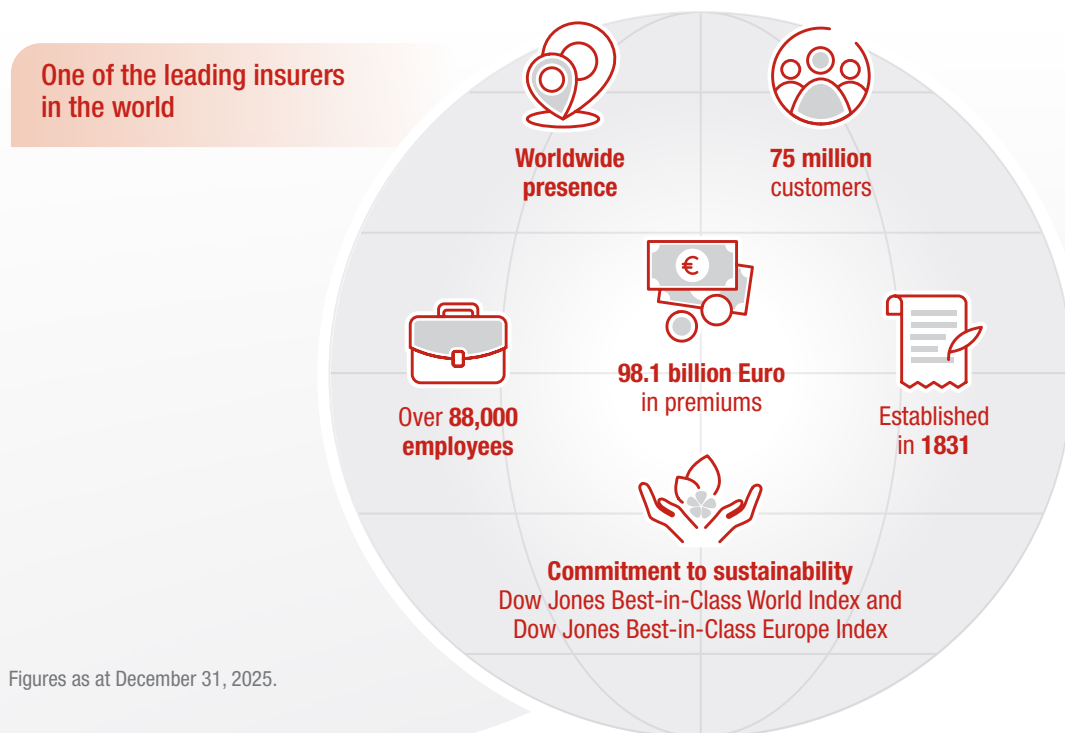 One of the leading insurers
in the world
Worldwide
presence
75 million
customers
€
98.1 billion Euro
in premiums
Over 88,000
employees
Established
in 1831
Commitment to sustainability
Dow Jones Best-in-Class World Index and
Dow Jones Best-in-Class Europe Index
Figures as at December 31, 2025.